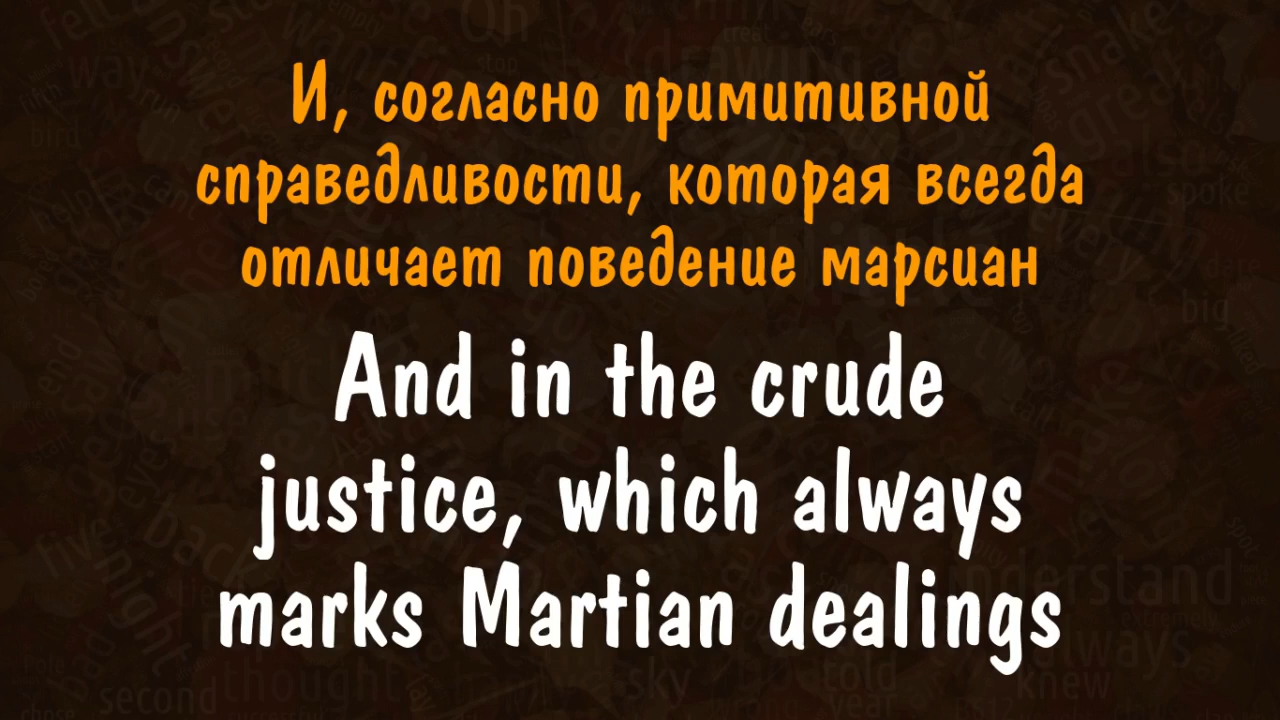 И, согласно примитивной
справедливости, которая всегда
отличает поведение марсиан
And in the crude
justice, which always
marks Martian dealings